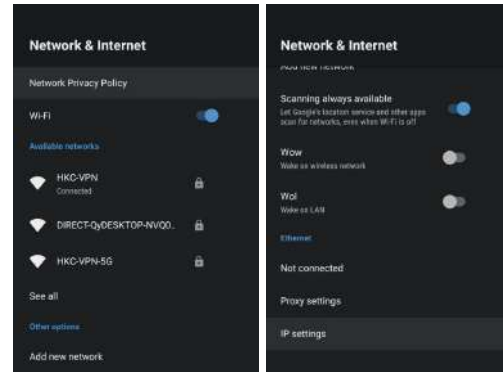 Network & Internet
Network Privacy Policy
Wi-Fi
Available networks
HKC-VPN
Connected
DIRECT-QyDESKTOP-NVQ0..
HKC-VPN-5G
See all
Other options
Add new network
Network & Internet
Add new network
Scanning always available
Let Google's location service and other apps
scan for networks, even when Wi-Fi is off
Wow
Wake on wireless network
Wol
Wake on LAN
Ethernet
Not connected
Proxy settings
IP settings